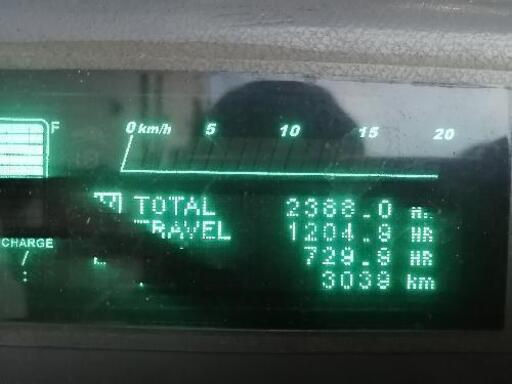 F
0 km/h 5 10 15 20
TOTAL 2388.0 HR
TRAVEL 1204.9 HR
CHARGE
729.9 HR
3039 km